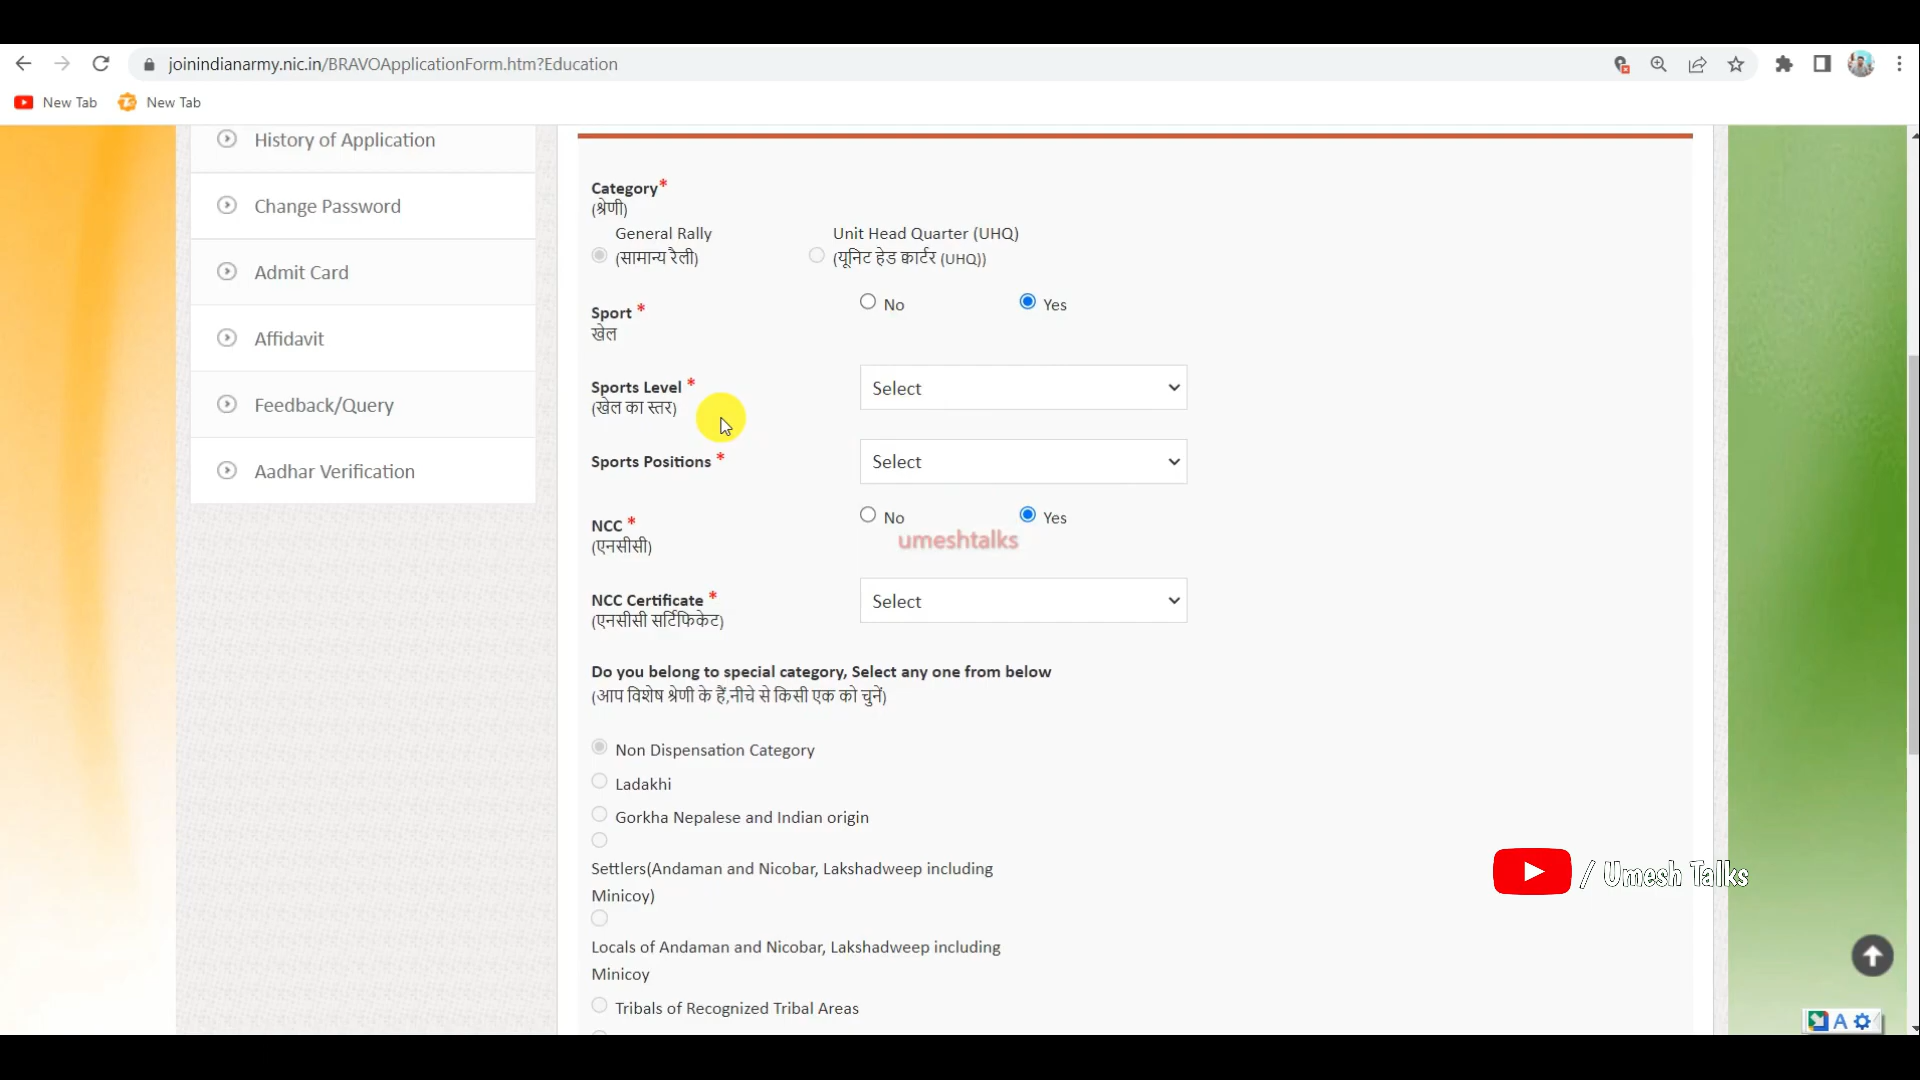 joinindianarmy.nic.in/BRAVOApplicationForm.htm?Education
New Tab
New Tab
History of Application
Change Password
Admit Card
Affidavit
Feedback/Query
Aadhar Verification
Category*
(श्रेणी)
General Rally
(सामान्य रैली)
Unit Head Quarter (UHQ)
(यूनिट हेड क्वार्टर (UHQ))
Sport *
खेल
No
Yes
Sports Level *
(खेल का स्तर)
Select
Sports Positions *
Select
NCC *
(एनसीसी)
No
Yes
umeshtalks
NCC Certificate *
(एनसीसी सर्टिफिकेट)
Select
Do you belong to special category, Select any one from below
(आप विशेष श्रेणी के हैं,नीचे से किसी एक को चुनें)
Non Dispensation Category
Ladakhi
Gorkha Nepalese and Indian origin
Settlers(Andaman and Nicobar, Lakshadweep including
Minicoy)
Locals of Andaman and Nicobar, Lakshadweep including
Minicoy
Tribals of Recognized Tribal Areas
/ Umesh Talks
A